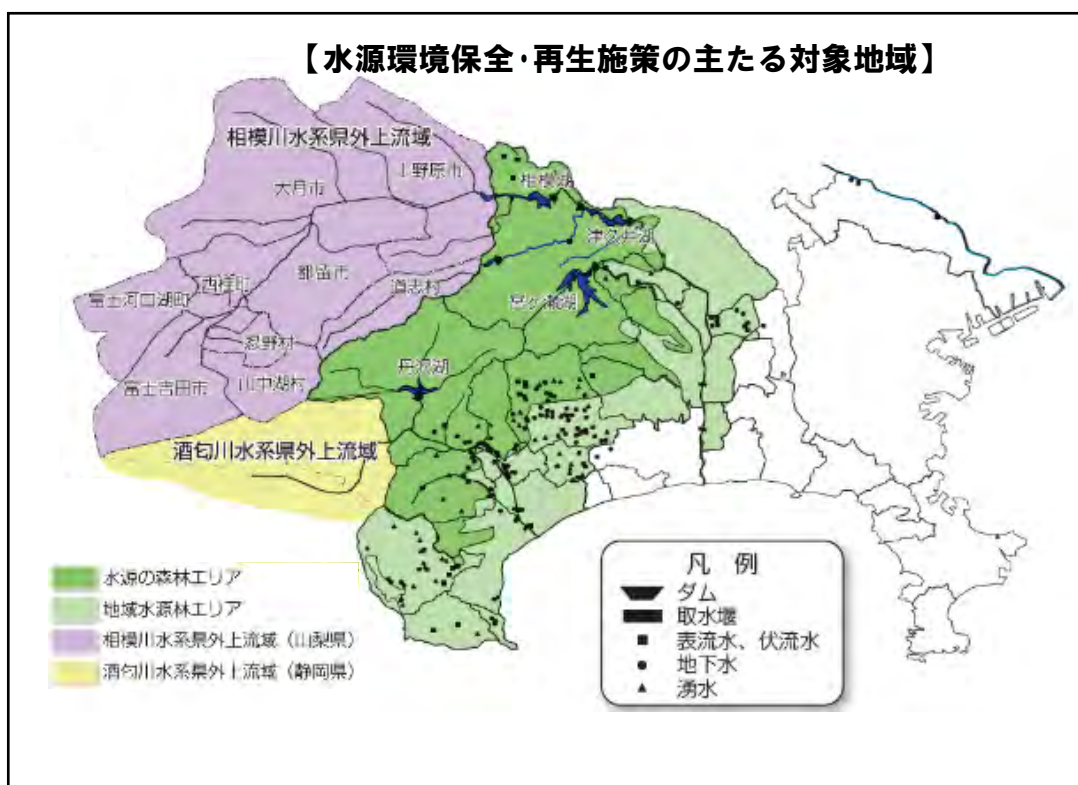 【水源環境保全･再生施策の主たる対象地域】
相模川水系県外上流域
上野原市
大月市
相模湖
津久井湖
都留市
西桂町
道志村
富士河口湖町
宮ヶ瀬湖
忍野村
丹沢湖
富士吉田市
山中湖村
酒匂川水系県外上流域
水源の森林エリア
地域水源林エリア
相模川水系県外上流域（山梨県）
酒匂川水系県外上流域（静岡県）
凡 例
ダム
取水堰
表流水、伏流水
地下水
湧水